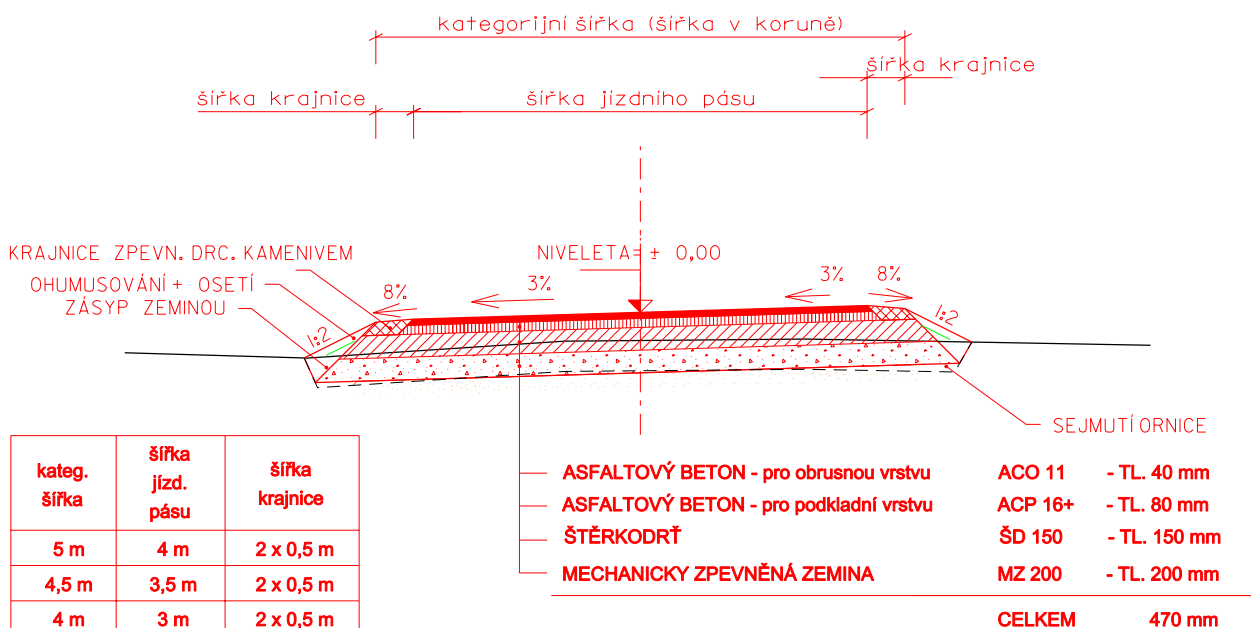 kategorijní šířka (šířka v koruně)
šířka krajnice
šířka krajnice
šířka jízdního pásu
KRAJNICE ZPEVN. DRC. KAMENIVEM
NIVELETA= ± 0,00
OHUMUSOVÁNÍ + OSETÍ
ZÁSYP ZEMINOU
8%
3%
3%
8%
1:2
1:2
SEJMUTÍ ORNICE
kateg. šířka
šířka jízd. pásu
šířka krajnice
5 m 4 m 2 x 0,5 m
4,5 m 3,5 m 2 x 0,5 m
4 m 3 m 2 x 0,5 m
ASFALTOVÝ BETON - pro obrusnou vrstvu ACO 11 - TL. 40 mm
ASFALTOVÝ BETON - pro podkladní vrstvu ACP 16+ - TL. 80 mm
ŠTĚRKODRŤ ŠD 150 - TL. 150 mm
MECHANICKY ZPEVNĚNÁ ZEMINA MZ 200 - TL. 200 mm
CELKEM 470 mm